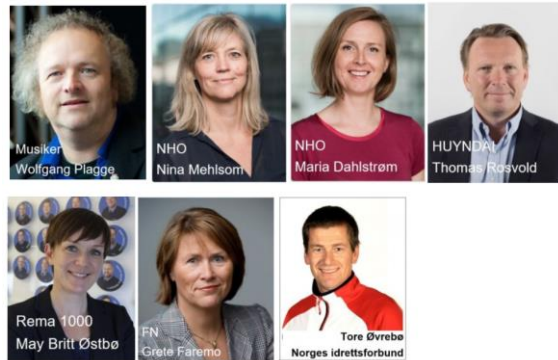 Musiker
Wolfgang Plagge
NHO
Nina Mehlsom
NHO
Maria Dahlstrøm
HUYNDAI
Thomas Rosvold
Rema 1000
May Britt Østbø
FN
Grete Faremo
Tore Øvrebø
Norges idrettsforbund